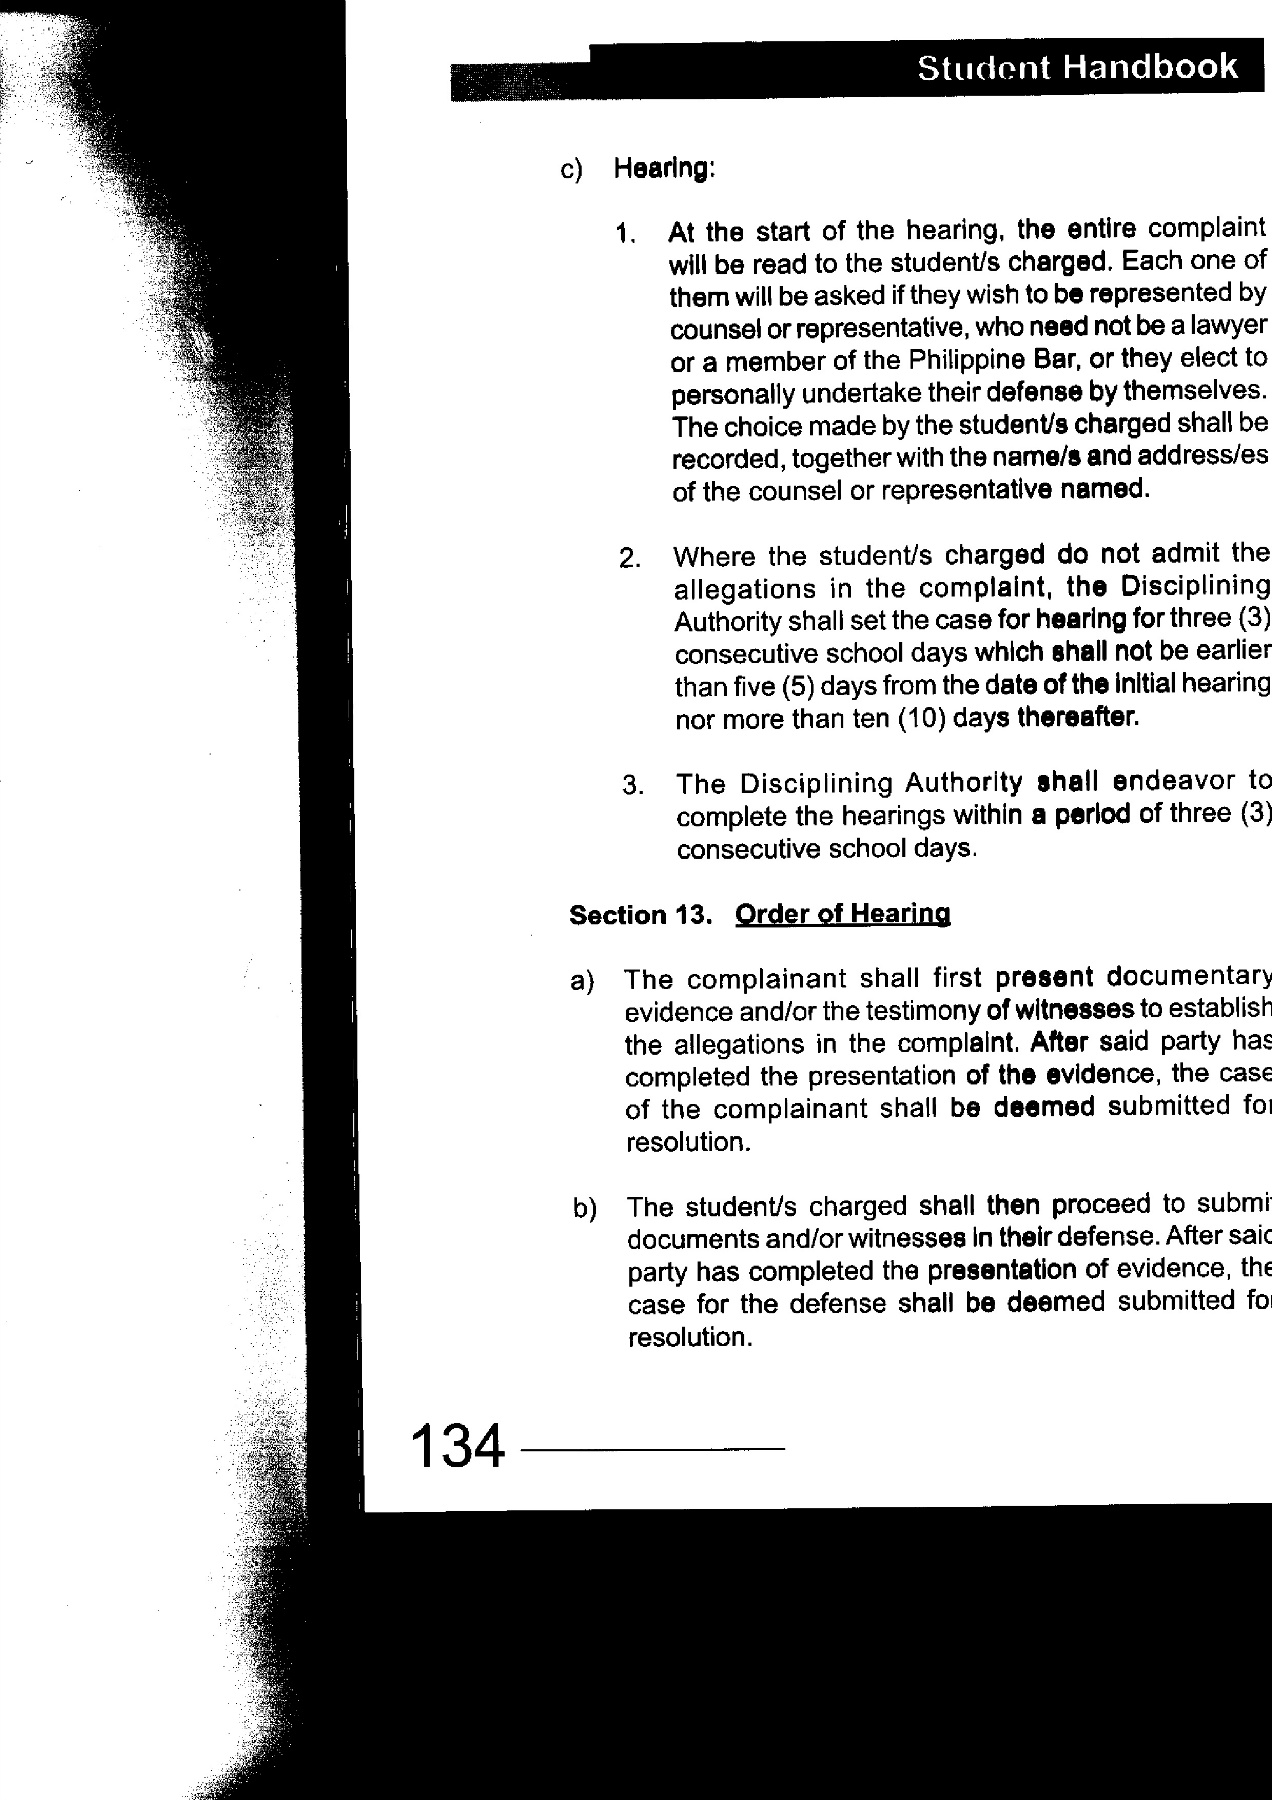 Student Handbook
c) Hearing:
1. At the start of the hearing, the entire complaint
will be read to the student/s charged. Each one of
them will be asked if they wish to be represented by
counsel or representative, who need not be a lawyer
or a member of the Philippine Bar, or they elect to
personally undertake their defense by themselves.
The choice made by the student/s charged shall be
recorded, together with the name/s and address/es
of the counsel or representative named.
2. Where the student/s charged do not admit the
allegations in the complaint, the Disciplining
Authority shall set the case for hearing for three (3)
consecutive school days which shall not be earlier
than five (5) days from the date of the initial hearing
nor more than ten (10) days thereafter.
3. The Disciplining Authority shall endeavor to
complete the hearings within a period of three (3)
consecutive school days.
Section 13. Order of Hearing
a) The complainant shall first present documentary
evidence and/or the testimony of witnesses to establish
the allegations in the complaint. After said party has
completed the presentation of the evidence, the case
of the complainant shall be deemed submitted for
resolution.
b) The student/s charged shall then proceed to submit
documents and/or witnesses in their defense. After said
party has completed the presentation of evidence, the
case for the defense shall be deemed submitted for
resolution.
134